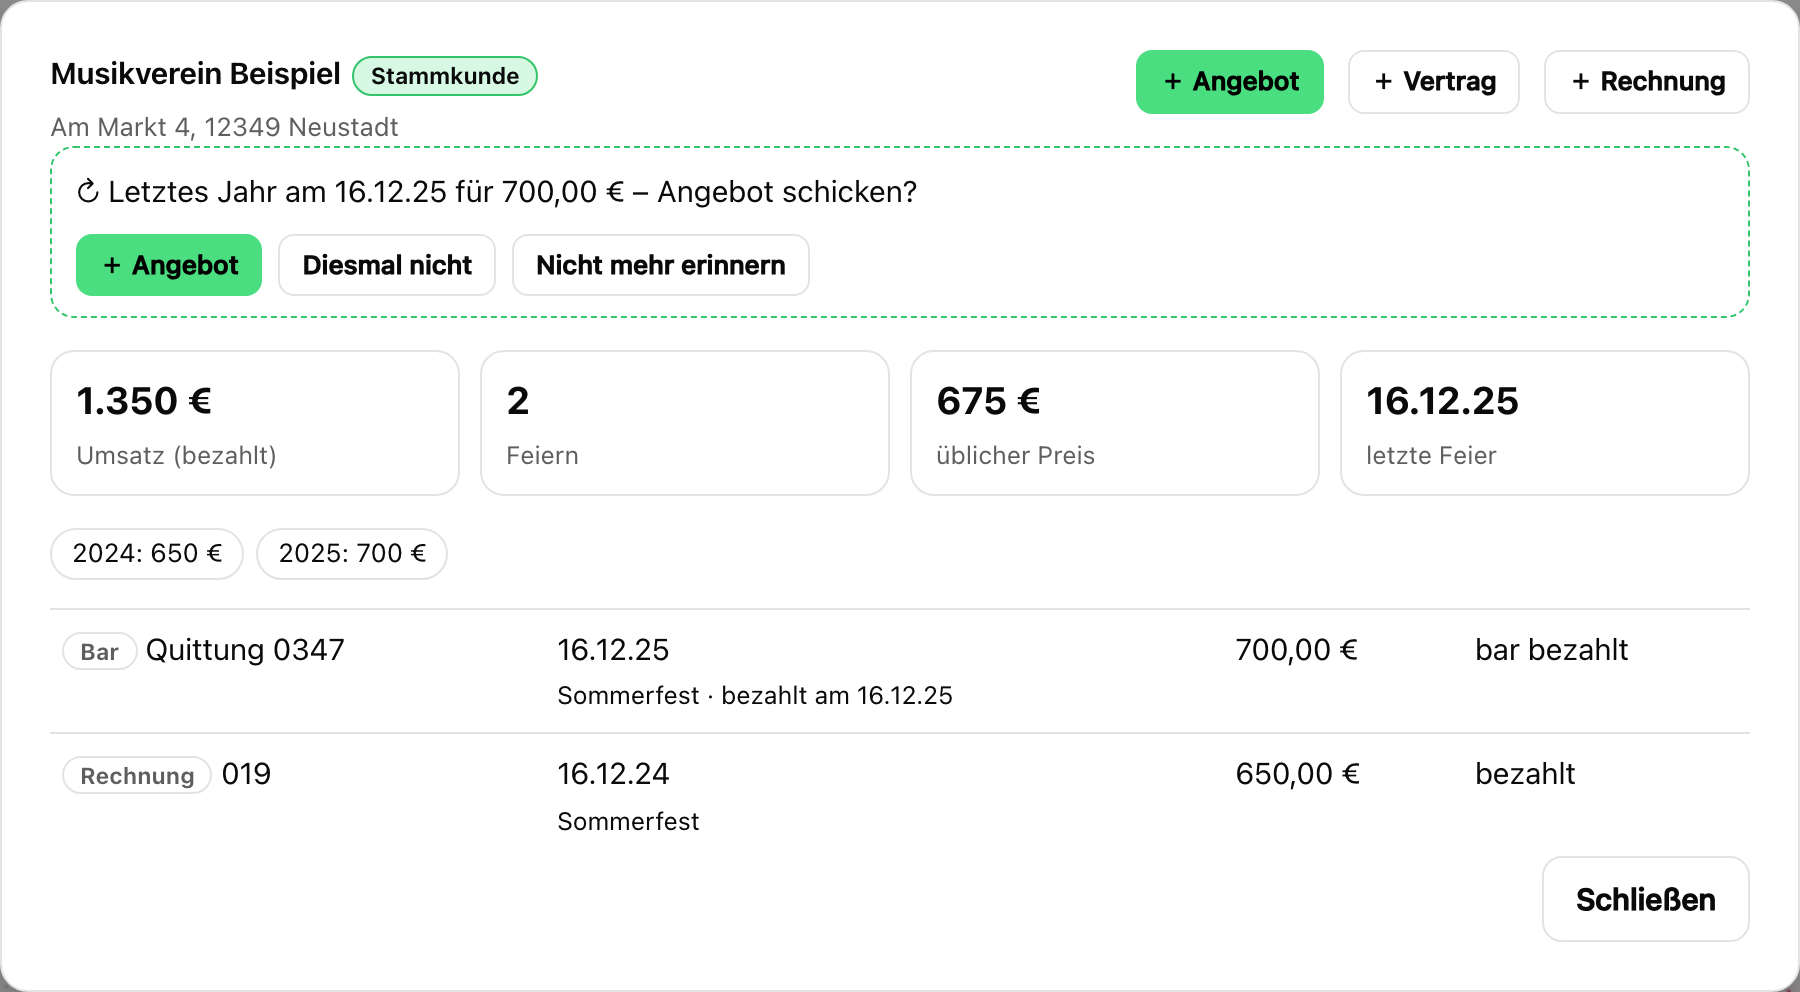 Musikverein Beispiel Stammkunde
+ Angebot + Vertrag + Rechnung
Am Markt 4, 12349 Neustadt
↻ Letztes Jahr am 16.12.25 für 700,00 € – Angebot schicken?
+ Angebot Diesmal nicht Nicht mehr erinnern
1.350 € 2 675 € 16.12.25
Umsatz (bezahlt) Feiern üblicher Preis letzte Feier
2024: 650 € 2025: 700 €
Bar Quittung 0347 16.12.25 700,00 € bar bezahlt
Sommerfest · bezahlt am 16.12.25
Rechnung 019 16.12.24 650,00 € bezahlt
Sommerfest
Schließen